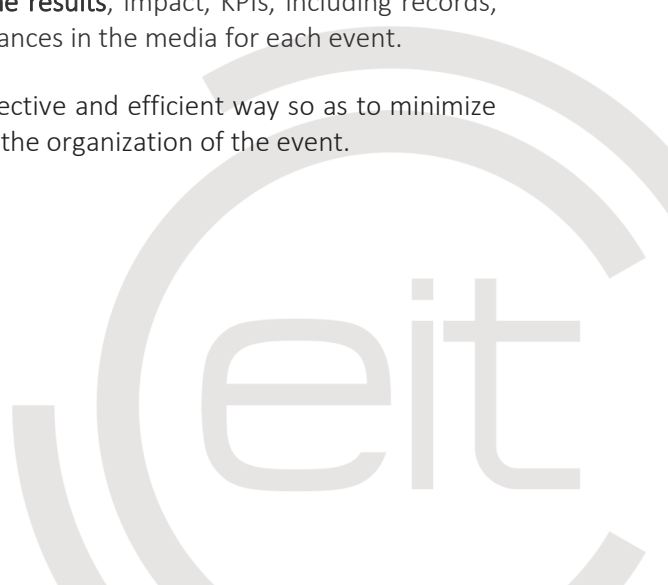 results, impact, KPIs, including records,
ances in the media for each event.
ective and efficient way so as to minimize
the organization of the event.
eit